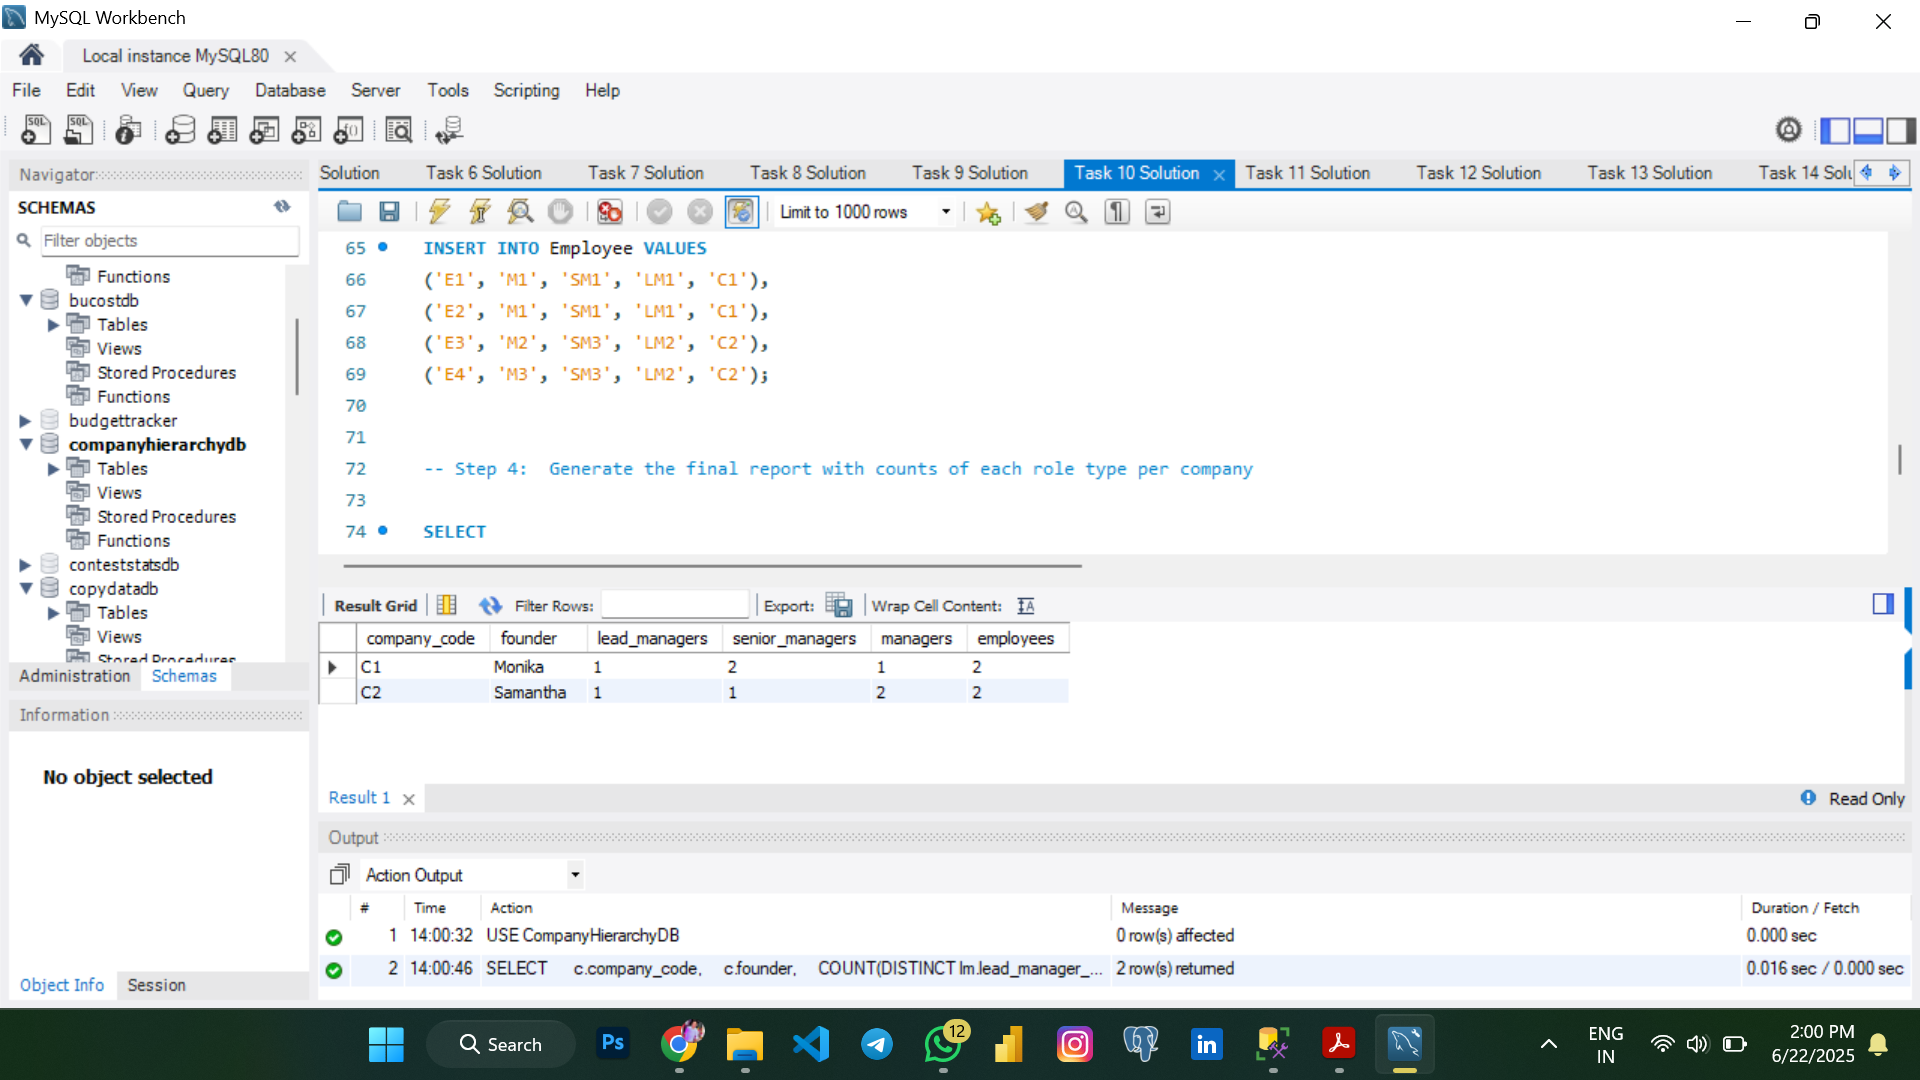 MySQL Workbench
Local instance MySQL80
File Edit View Query Database Server Tools Scripting Help
Navigator
SCHEMAS
Filter objects
Functions
bucostdb
Tables
Views
Stored Procedures
Functions
budgettracker
companyhierarchydb
Tables
Views
Stored Procedures
Functions
conteststatsdb
copydatadb
Tables
Views
Stored Procedures
Administration Schemas
Information
No object selected
Object Info Session
Solution Task 6 Solution Task 7 Solution Task 8 Solution Task 9 Solution Task 10 Solution Task 11 Solution Task 12 Solution Task 13 Solution Task 14 Solu
Limit to 1000 rows
65 INSERT INTO Employee VALUES
66 ('E1', 'M1', 'SM1', 'LM1', 'C1'),
67 ('E2', 'M1', 'SM1', 'LM1', 'C1'),
68 ('E3', 'M2', 'SM3', 'LM2', 'C2'),
69 ('E4', 'M3', 'SM3', 'LM2', 'C2');
70
71
72 -- Step 4:  Generate the final report with counts of each role type per company
73
74 SELECT
Result Grid Filter Rows: Export: Wrap Cell Content:
company_code founder lead_managers senior_managers managers employees
C1 Monika 1 2 1 2
C2 Samantha 1 1 2 2
Result 1 Read Only
Output
Action Output
# Time Action Message Duration / Fetch
1 14:00:32 USE CompanyHierarchyDB 0 row(s) affected 0.000 sec
2 14:00:46 SELECT c.company_code, c.founder, COUNT(DISTINCT lm.lead_manager_... 2 row(s) returned 0.016 sec / 0.000 sec
Search
Ps
12
in
ENG
IN
2:00 PM
6/22/2025